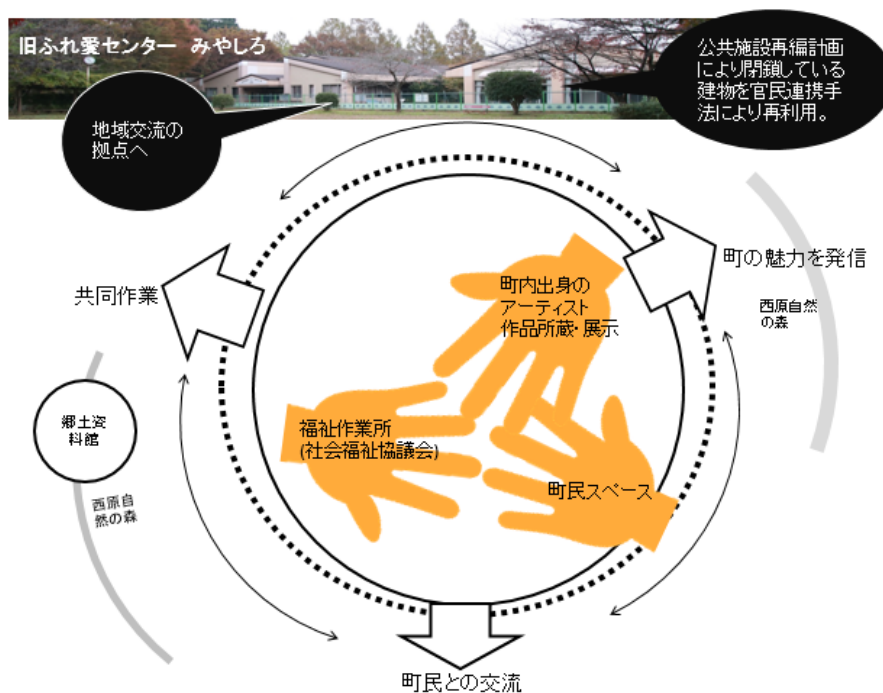 旧ふれ愛センター みやしろ
公共施設再編計画
により閉鎖している
建物を官民連携手
法により再利用。
地域交流の
拠点へ
町の魅力を発信
共同作業
町内出身の
アーティスト
作品所蔵・展示
西原自然
の森
郷土資
料館
福祉作業所
(社会福祉協議会)
町民スペース
西原自
然の森
町民との交流